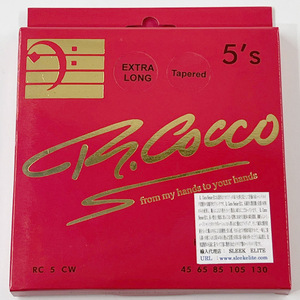 EXTRA LONG
Tapered
5's
R. Cocco
from my hands to your hands
輸入代理店 SLEEK ELITE
URL: www.sleekelite.com
RC 5 CW
45 65 85 105 130